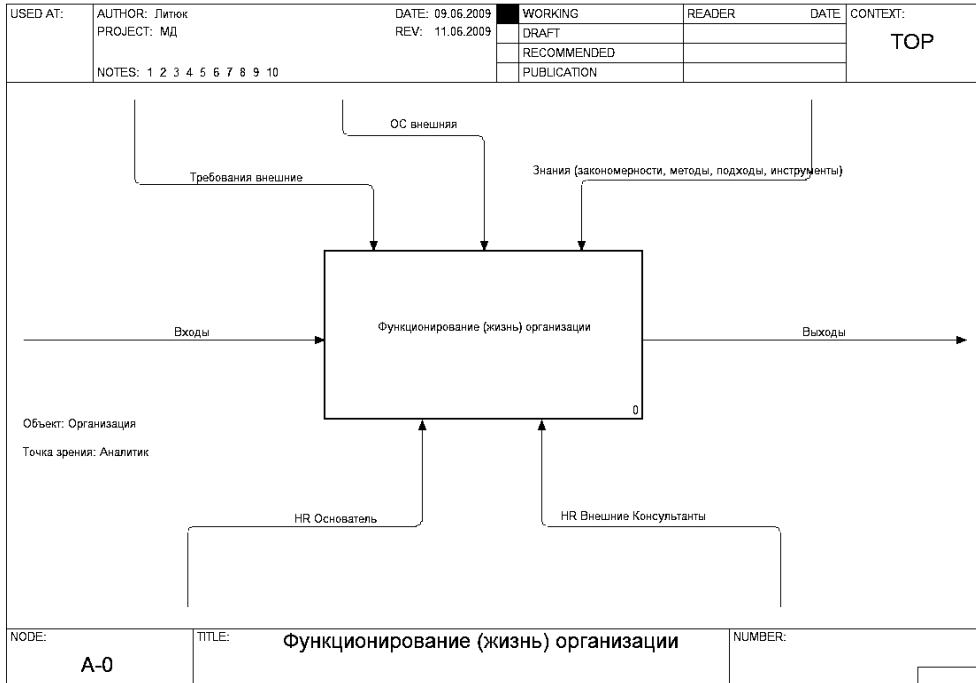 USED AT:
AUTHOR: Литюк
DATE: 09.06.2009
WORKING
READER
DATE
CONTEXT:
PROJECT: МД
REV: 11.06.2009
DRAFT
TOP
RECOMMENDED
NOTES: 1 2 3 4 5 6 7 8 9 10
PUBLICATION
ОС внешняя
Требования внешние
Знания (закономерности, методы, подходы, инструменты)
Входы
Функционирование (жизнь) организации
Выходы
0
Объект: Организация
Точка зрения: Аналитик
HR Основатель
HR Внешние Консультанты
NODE:
TITLE:
Функционирование (жизнь) организации
NUMBER:
A-0